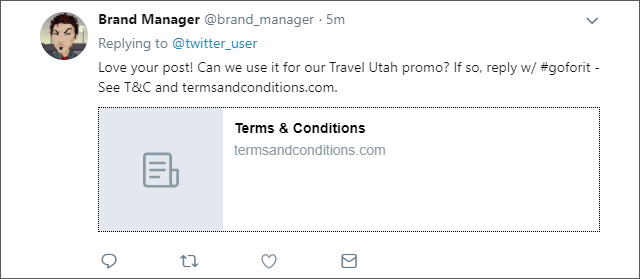 Brand Manager @brand_manager · 5m
Replying to @twitter_user
Love your post! Can we use it for our Travel Utah promo? If so, reply w/ #goforit -
See T&C and termsandconditions.com.
Terms & Conditions
termsandconditions.com